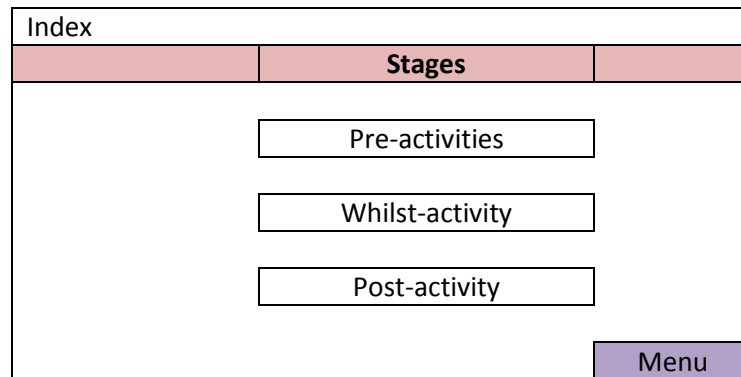 Index
Stages
Pre-activities
Whilst-activity
Post-activity
Menu